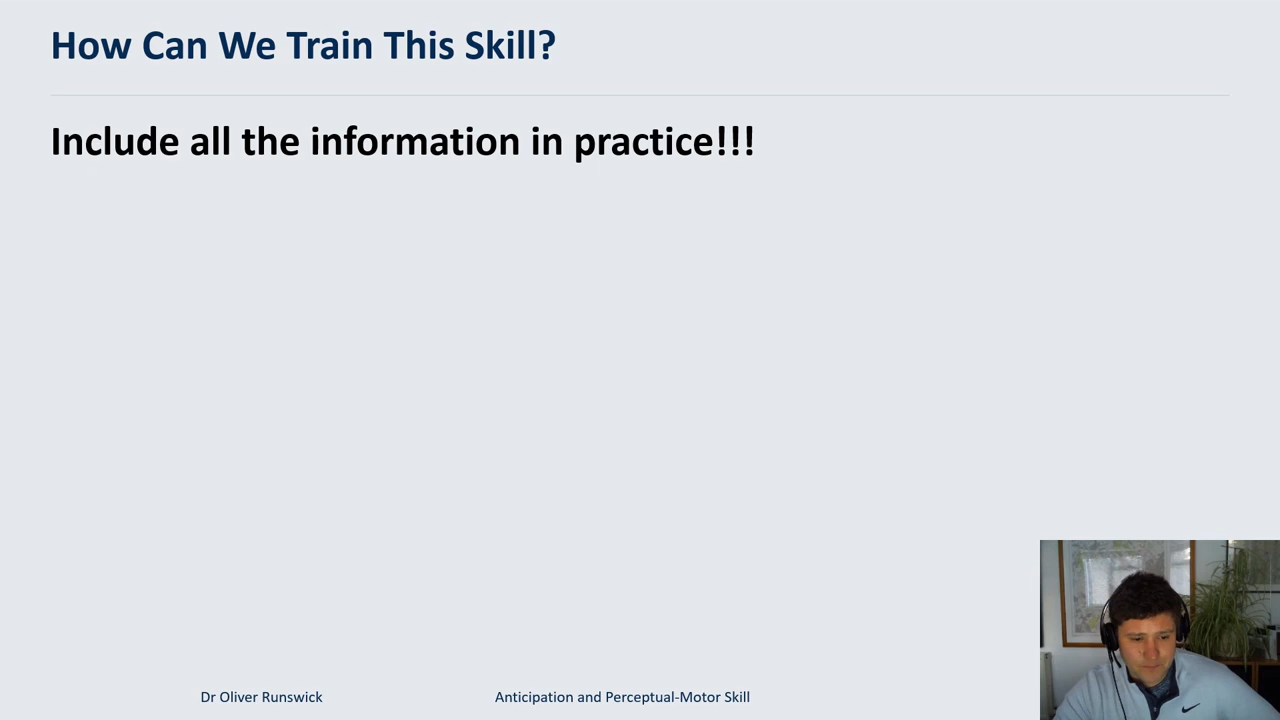 How Can We Train This Skill?
Include all the information in practice!!!
Dr Oliver Runswick
Anticipation and Perceptual-Motor Skill